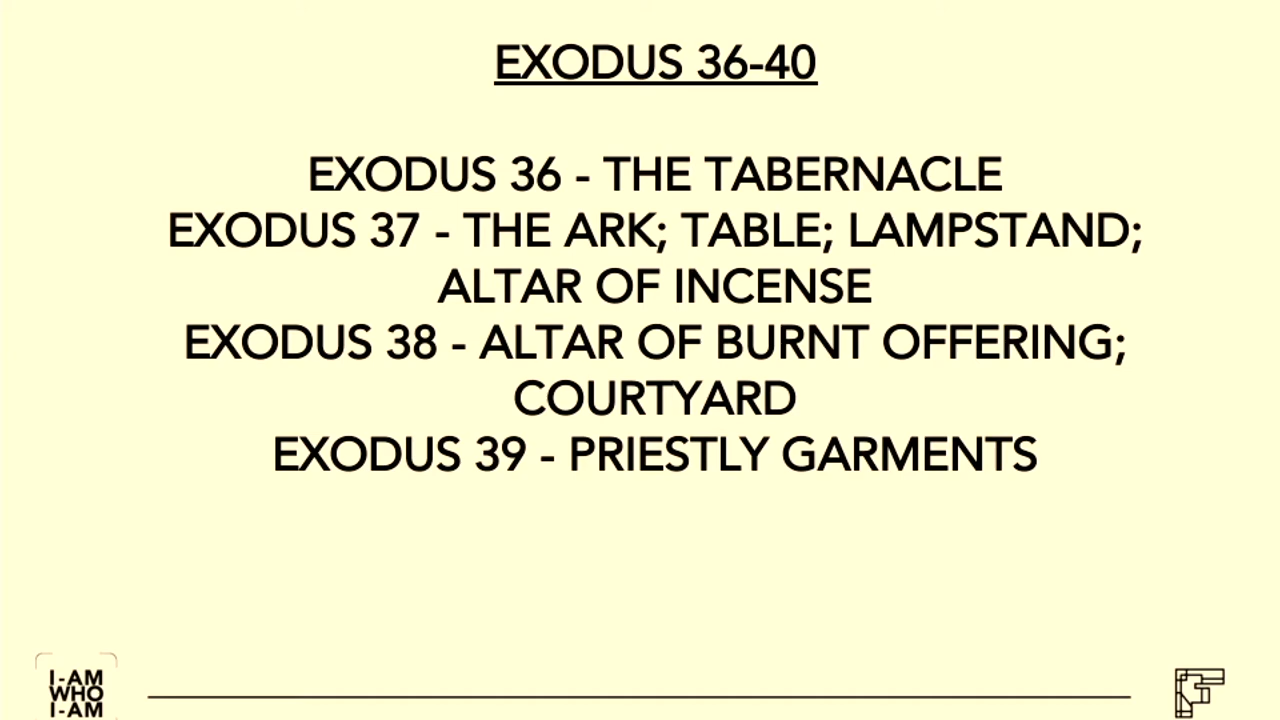 EXODUS 36-40
EXODUS 36 - THE TABERNACLE
EXODUS 37 - THE ARK; TABLE; LAMPSTAND;
ALTAR OF INCENSE
EXODUS 38 - ALTAR OF BURNT OFFERING;
COURTYARD
EXODUS 39 - PRIESTLY GARMENTS
I-AM
WHO
I-AM